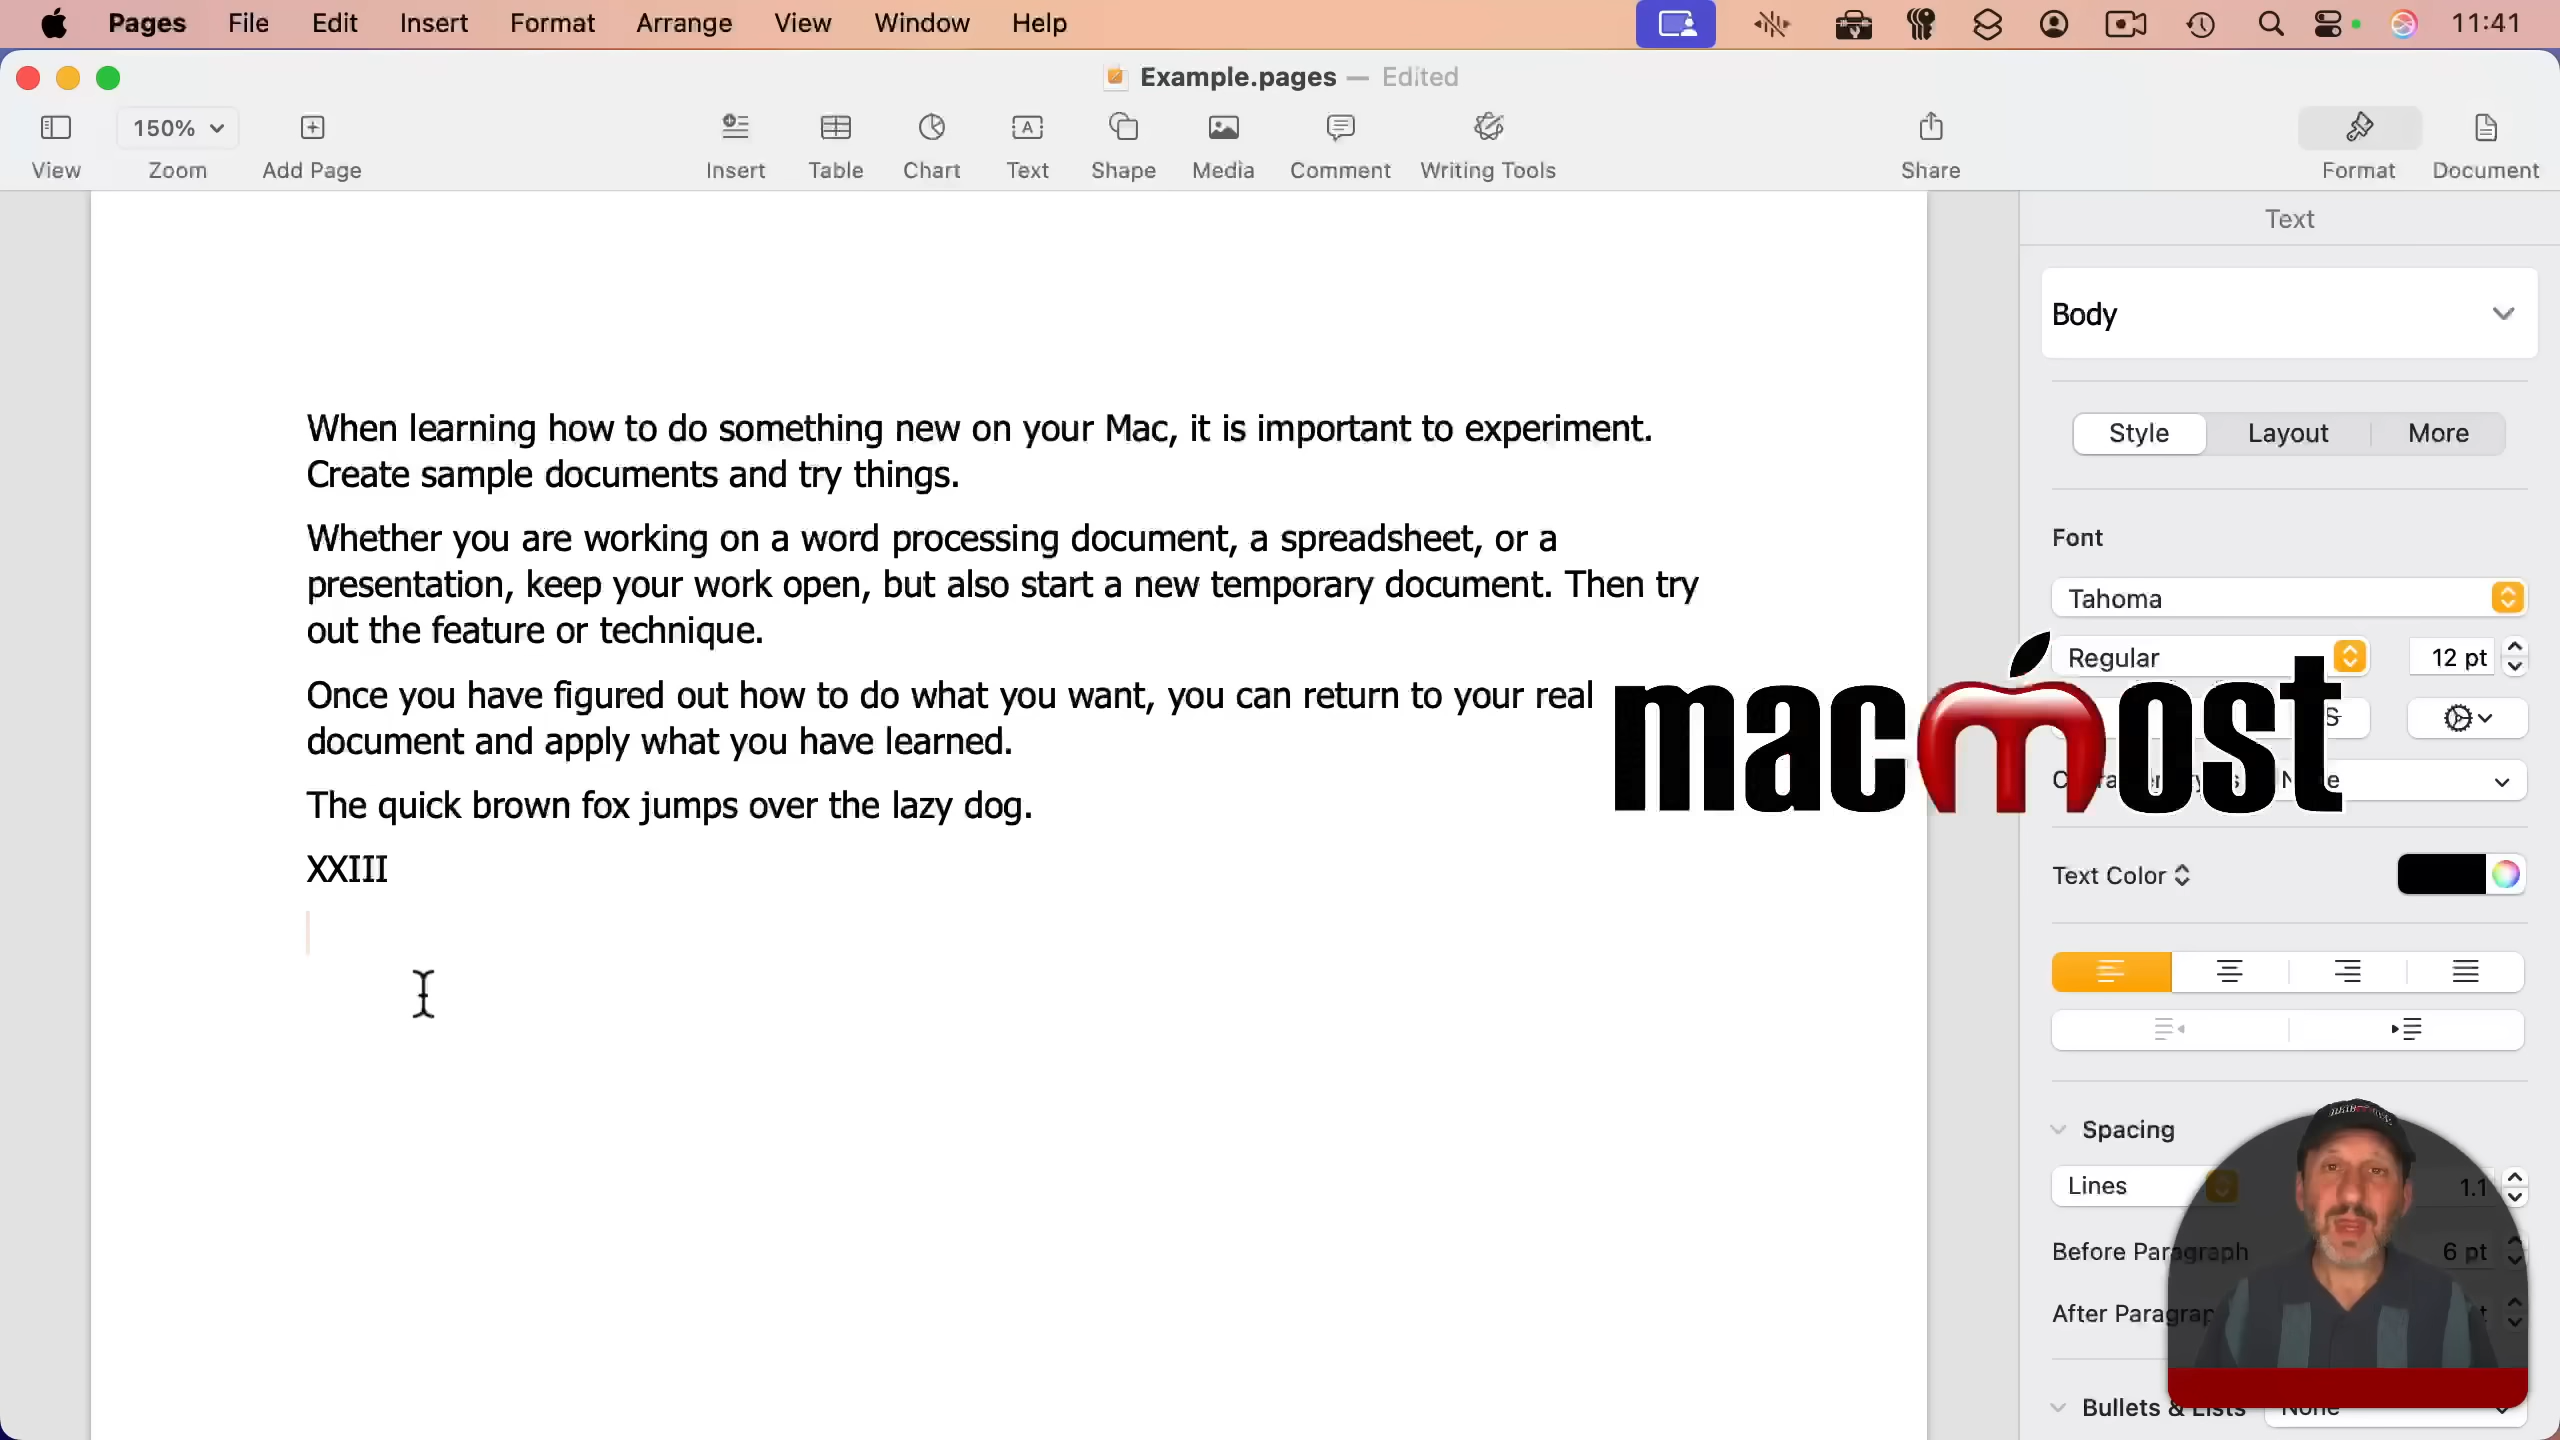 Pages File Edit Insert Format Arrange View Window Help 11:41
Example.pages — Edited
150%
View Zoom Add Page Insert Table Chart Text Shape Media Comment Writing Tools Share Format Document
Text
Body
Style Layout More
Font
Tahoma
Regular 12 pt
S
None
Text Color
Spacing
Lines 1.1
Before Paragraph 6 pt
After
Bullets & Lists None
When learning how to do something new on your Mac, it is important to experiment.
Create sample documents and try things.
Whether you are working on a word processing document, a spreadsheet, or a
presentation, keep your work open, but also start a new temporary document. Then try
out the feature or technique.
Once you have figured out how to do what you want, you can return to your real
document and apply what you have learned.
The quick brown fox jumps over the lazy dog.
XXIII
macmost